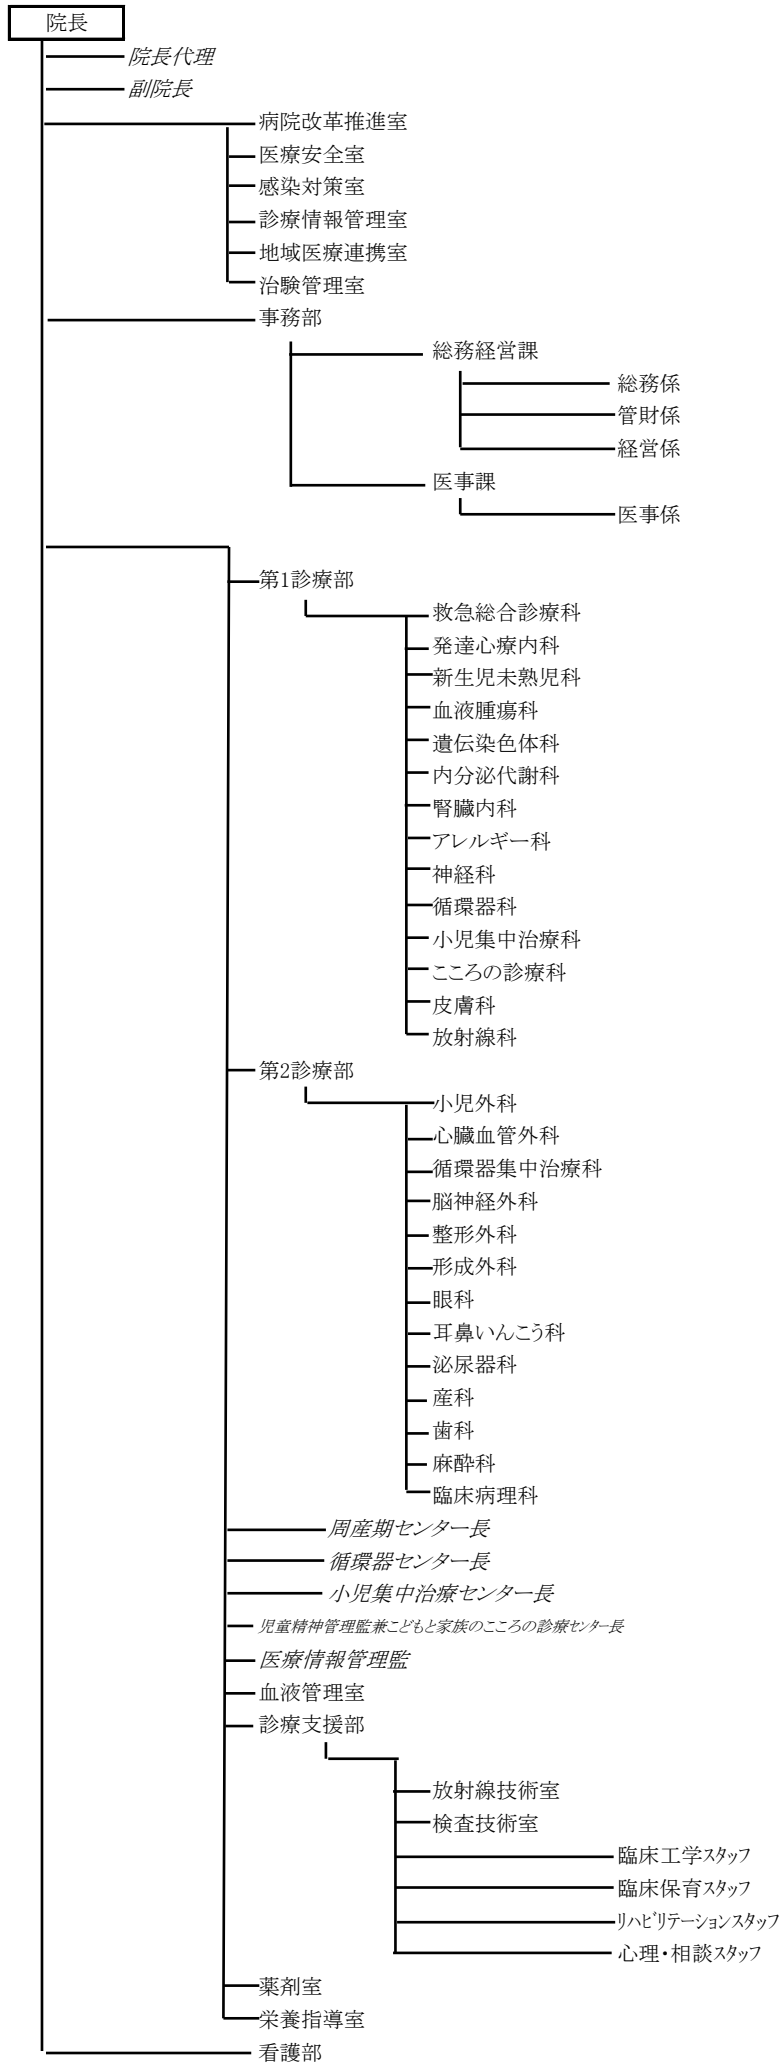 院長
院長代理
副院長
病院改革推進室
医療安全室
感染対策室
診療情報管理室
地域医療連携室
治験管理室
事務部
総務経営課
総務係
管財係
経営係
医事課
医事係
第1診療部
救急総合診療科
発達心療内科
新生児未熟児科
血液腫瘍科
遺伝染色体科
内分泌代謝科
腎臓内科
アレルギー科
神経科
循環器科
小児集中治療科
こころの診療科
皮膚科
放射線科
第2診療部
小児外科
心臓血管外科
循環器集中治療科
脳神経外科
整形外科
形成外科
眼科
耳鼻いんこう科
泌尿器科
産科
歯科
麻酔科
臨床病理科
周産期センター長
循環器センター長
小児集中治療センター長
児童精神管理監兼こどもと家族のこころの診療センター長
医療情報管理監
血液管理室
診療支援部
放射線技術室
検査技術室
臨床工学スタッフ
臨床保育スタッフ
リハビリテーションスタッフ
心理・相談スタッフ
薬剤室
栄養指導室
看護部